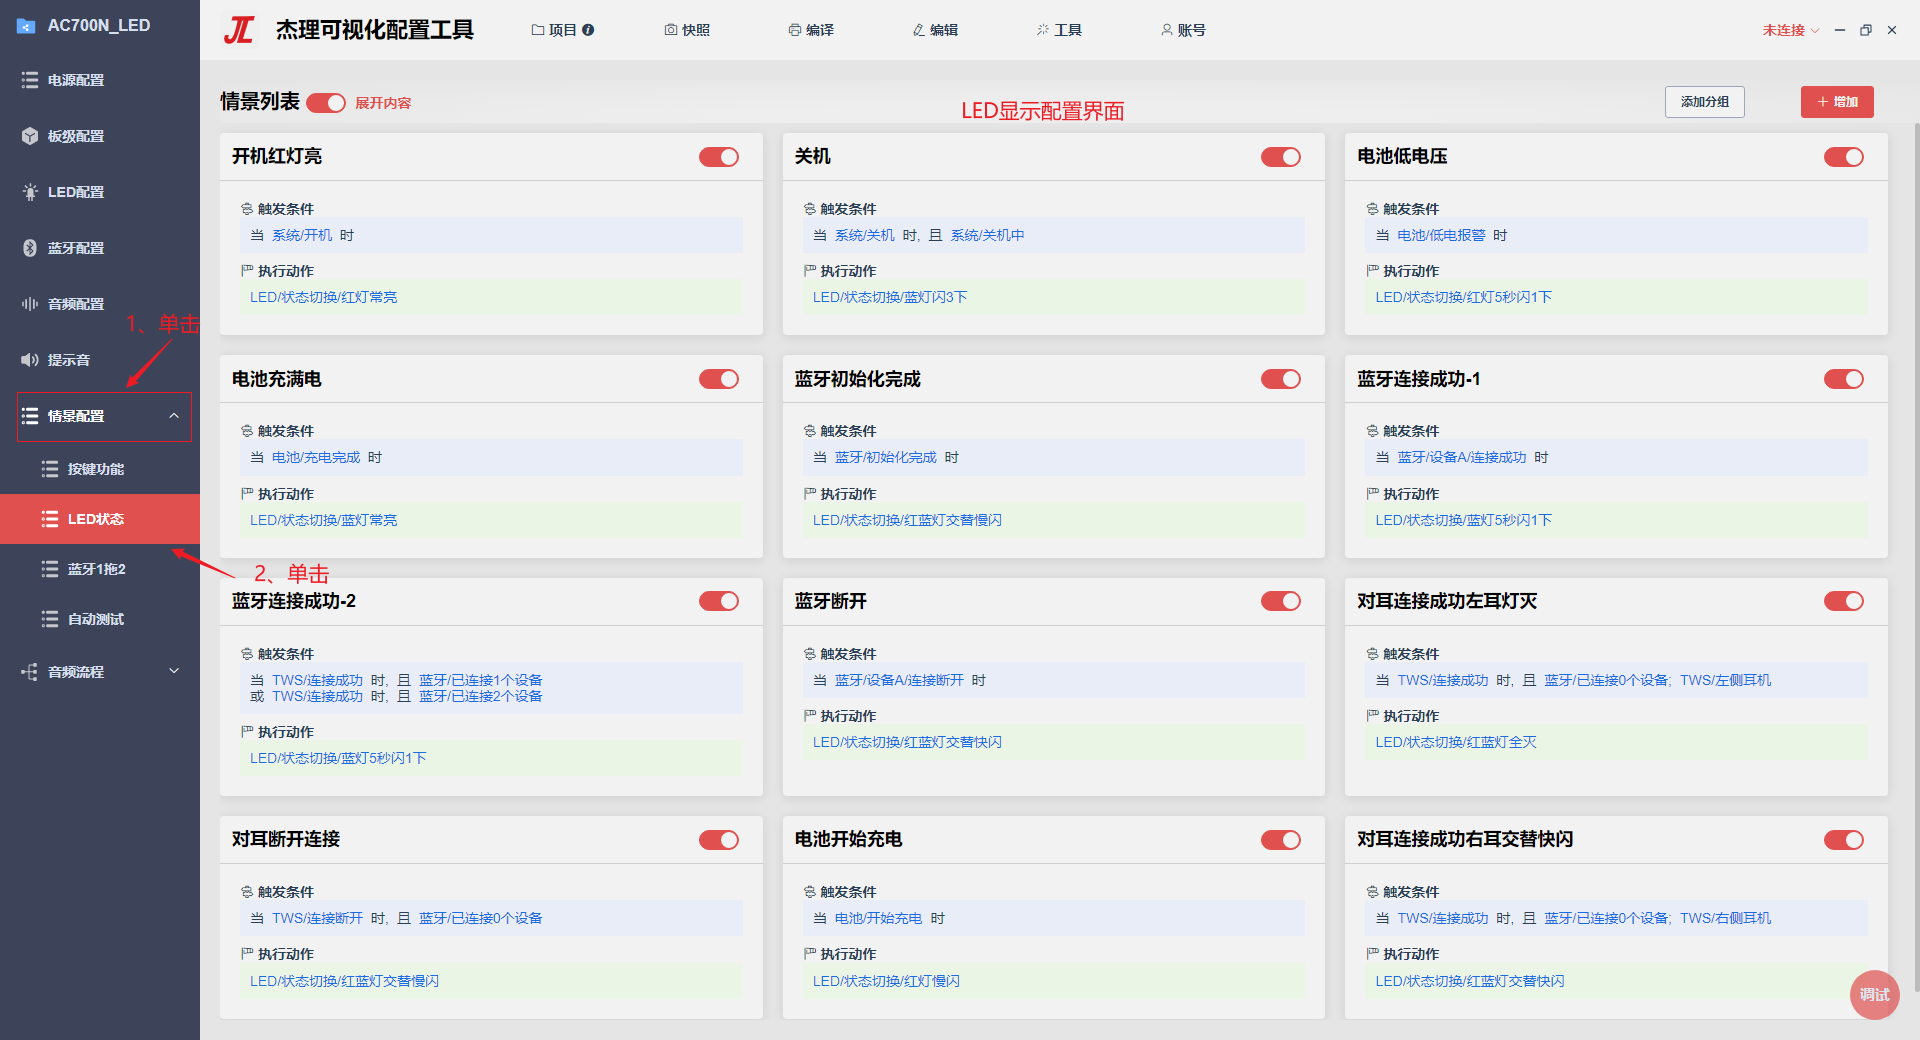 AC700N_LED
杰理可视化配置工具
项目
快照
编译
编辑
工具
账号
未连接
电源配置
板级配置
LED配置
蓝牙配置
音频配置
提示音
情景配置
按键功能
LED状态
蓝牙1拖2
自动测试
音频流程
1、单击
2、单击
情景列表
展开内容
LED显示配置界面
添加分组
+ 增加
开机红灯亮
触发条件
当 系统/开机 时
执行动作
LED/状态切换/红灯常亮
关机
触发条件
当 系统/关机 时, 且 系统/关机中
执行动作
LED/状态切换/蓝灯闪3下
电池低电压
触发条件
当 电池/低电报警 时
执行动作
LED/状态切换/红灯5秒闪1下
电池充满电
触发条件
当 电池/充电完成 时
执行动作
LED/状态切换/蓝灯常亮
蓝牙初始化完成
触发条件
当 蓝牙/初始化完成 时
执行动作
LED/状态切换/红蓝灯交替慢闪
蓝牙连接成功-1
触发条件
当 蓝牙/设备A/连接成功 时
执行动作
LED/状态切换/蓝灯5秒闪1下
蓝牙连接成功-2
触发条件
当 TWS/连接成功 时, 且 蓝牙/已连接1个设备
或 TWS/连接成功 时, 且 蓝牙/已连接2个设备
执行动作
LED/状态切换/蓝灯5秒闪1下
蓝牙断开
触发条件
当 蓝牙/设备A/连接断开 时
执行动作
LED/状态切换/红蓝灯交替快闪
对耳连接成功左耳灯灭
触发条件
当 TWS/连接成功 时, 且 蓝牙/已连接0个设备; TWS/左侧耳机
执行动作
LED/状态切换/红蓝灯全灭
对耳断开连接
触发条件
当 TWS/连接断开 时, 且 蓝牙/已连接0个设备
执行动作
LED/状态切换/红蓝灯交替慢闪
电池开始充电
触发条件
当 电池/开始充电 时
执行动作
LED/状态切换/红灯慢闪
对耳连接成功右耳交替快闪
触发条件
当 TWS/连接成功 时, 且 蓝牙/已连接0个设备; TWS/右侧耳机
执行动作
LED/状态切换/红蓝灯交替快闪
调试